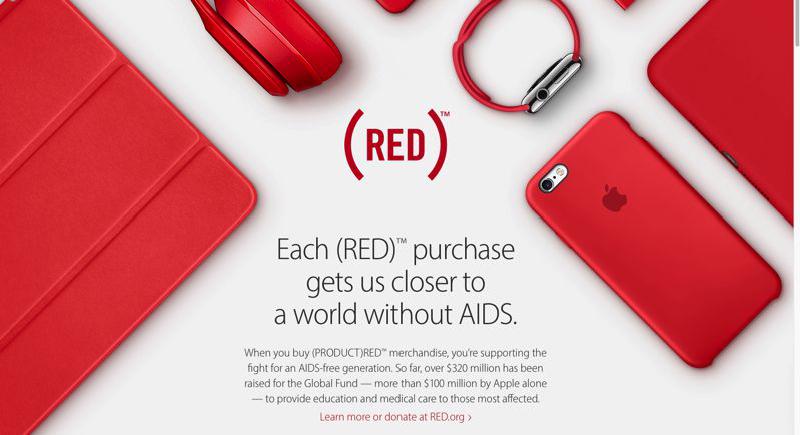 (RED)™
Each (RED)™ purchase
gets us closer to
a world without AIDS.
When you buy (PRODUCT)RED™ merchandise, you're supporting the
fight for an AIDS-free generation. So far, over $320 million has been
raised for the Global Fund — more than $100 million by Apple alone
— to provide education and medical care to those most affected.
Learn more or donate at RED.org ›